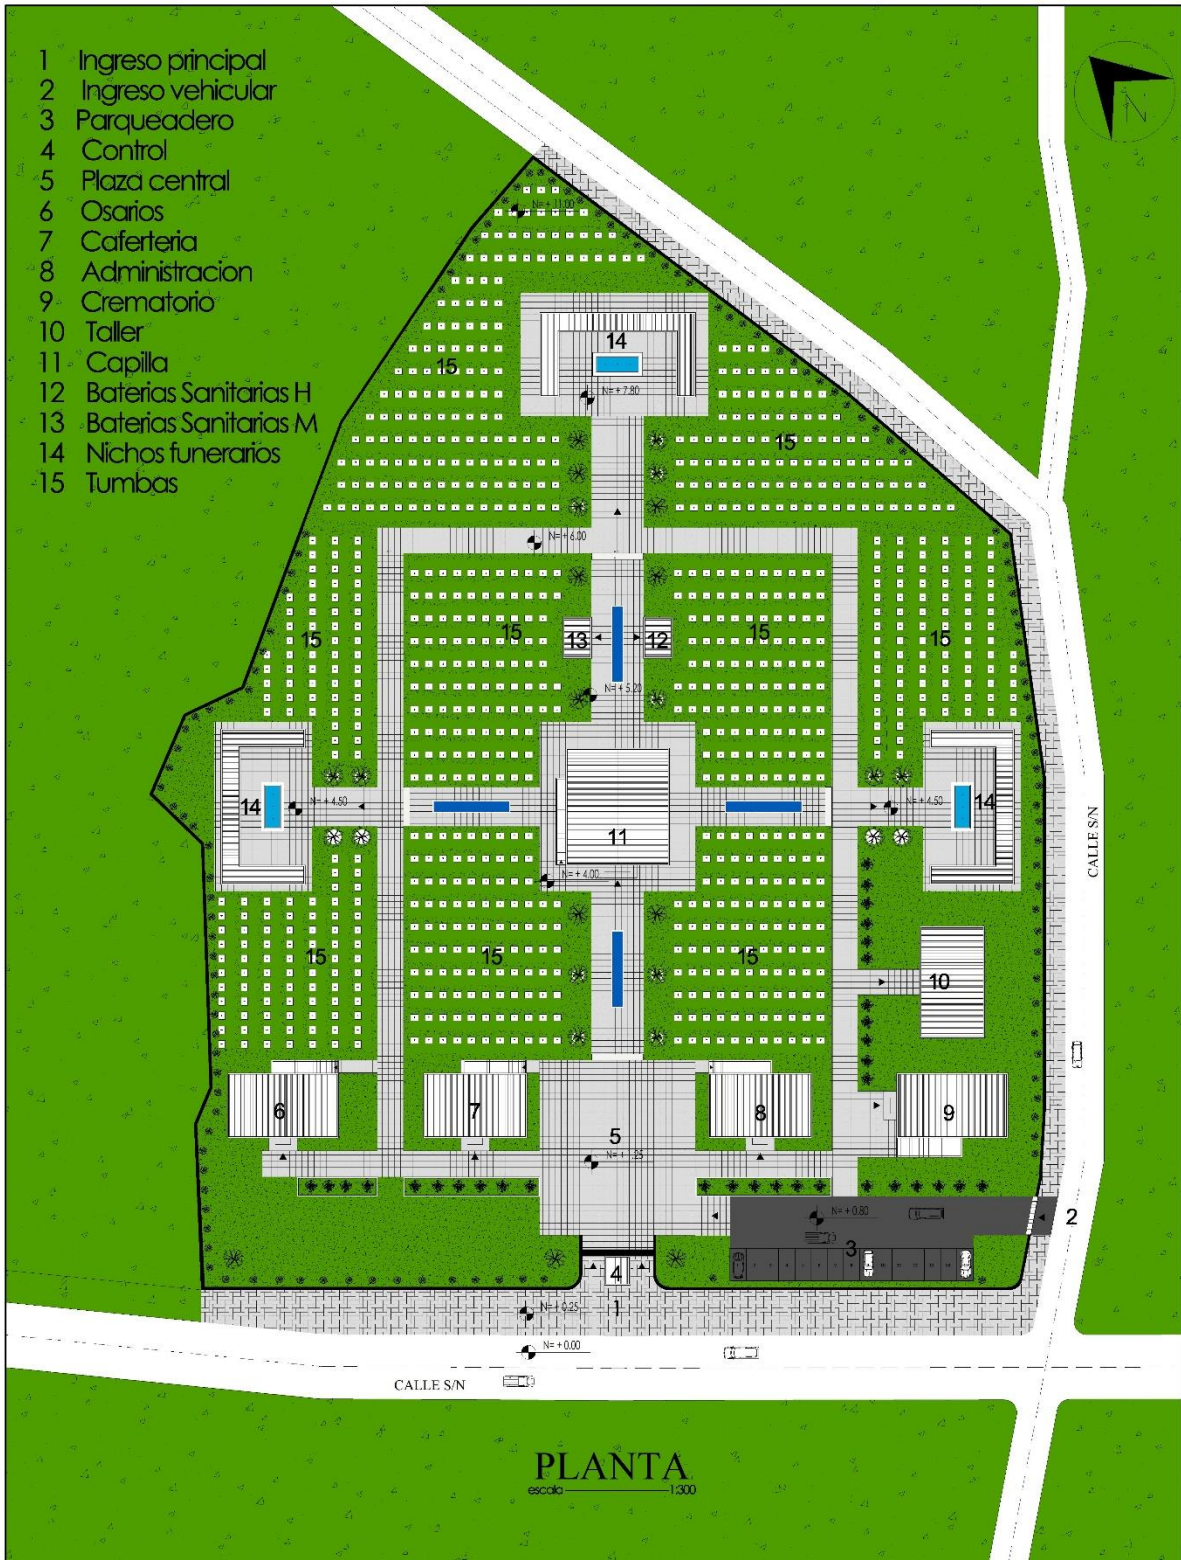 1 Ingreso principal
2 Ingreso vehicular
3 Parqueadero
4 Control
5 Plaza central
6 Osarios
7 Caferteria
8 Administracion
9 Crematorio
10 Taller
11 Capilla
12 Baterias Sanitarias H
13 Baterias Sanitarias M
14 Nichos funerarios
15 Tumbas
N
N= + 11.00
14
15
N= + 7.80
15
N= + 6.00
15
15
13
12
15
15
N= + 5.20
14
N= + 4.50
11
N= + 4.50
14
CALLE S/N
N= + 4.00
15
15
15
10
6
7
8
9
5
N= + 0.80
2
3
4
1
N= + 0.25
N= + 0.00
CALLE S/N
PLANTA
escala 1:300